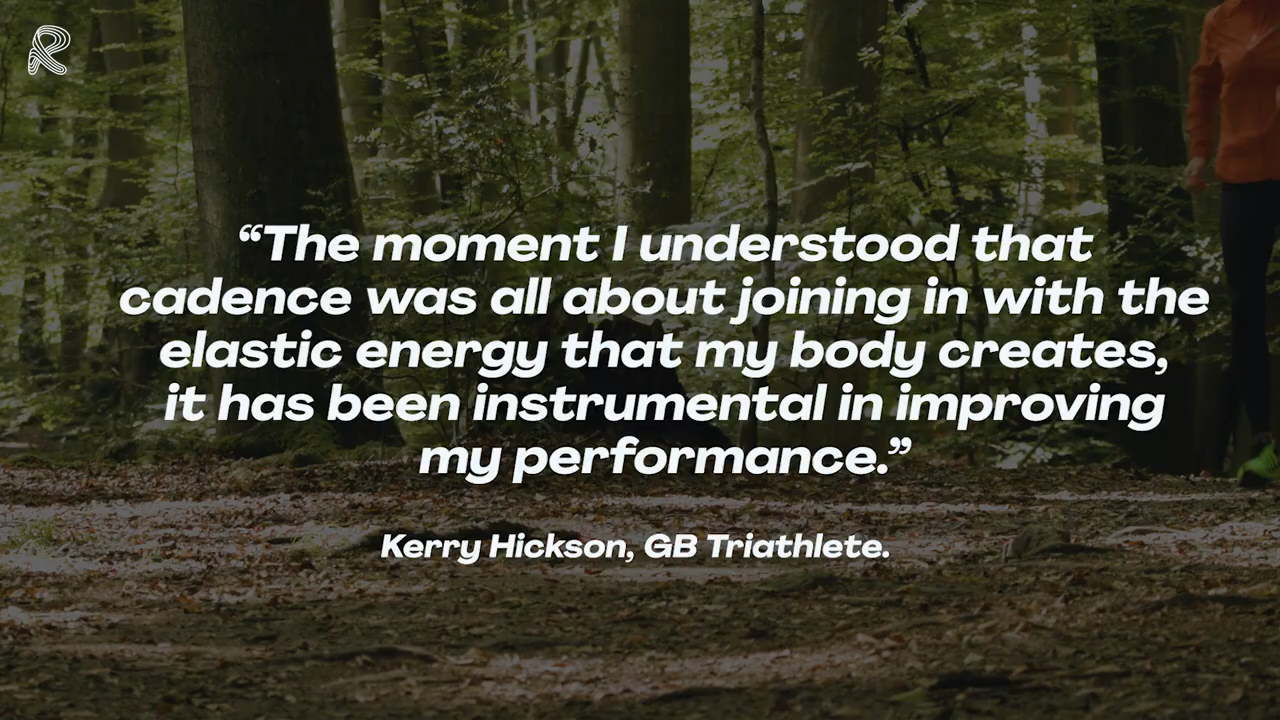 “The moment I understood that
cadence was all about joining in with the
elastic energy that my body creates,
it has been instrumental in improving
my performance.”
Kerry Hickson, GB Triathlete.